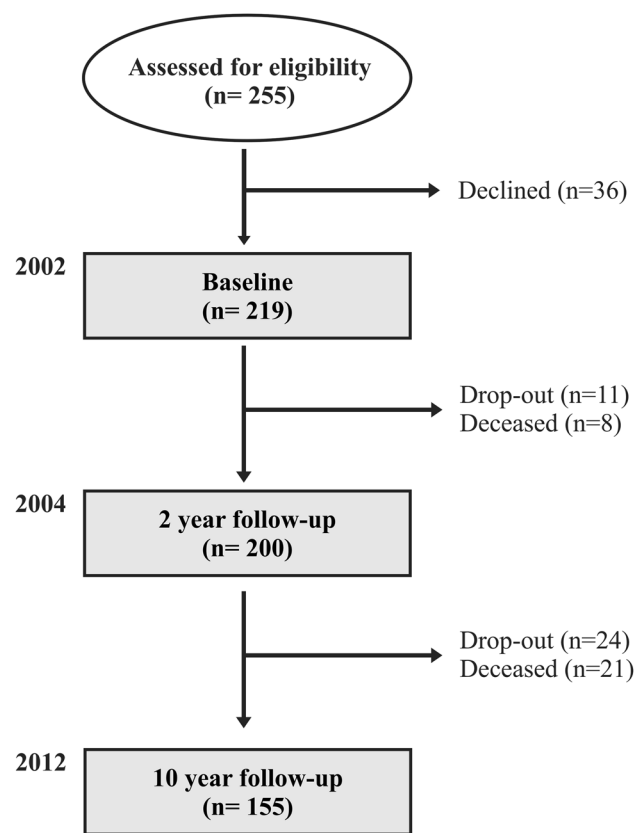 Assessed for eligibility
(n= 255)
Declined (n=36)
2002
Baseline
(n= 219)
Drop-out (n=11)
Deceased (n=8)
2004
2 year follow-up
(n= 200)
Drop-out (n=24)
Deceased (n=21)
2012
10 year follow-up
(n= 155)